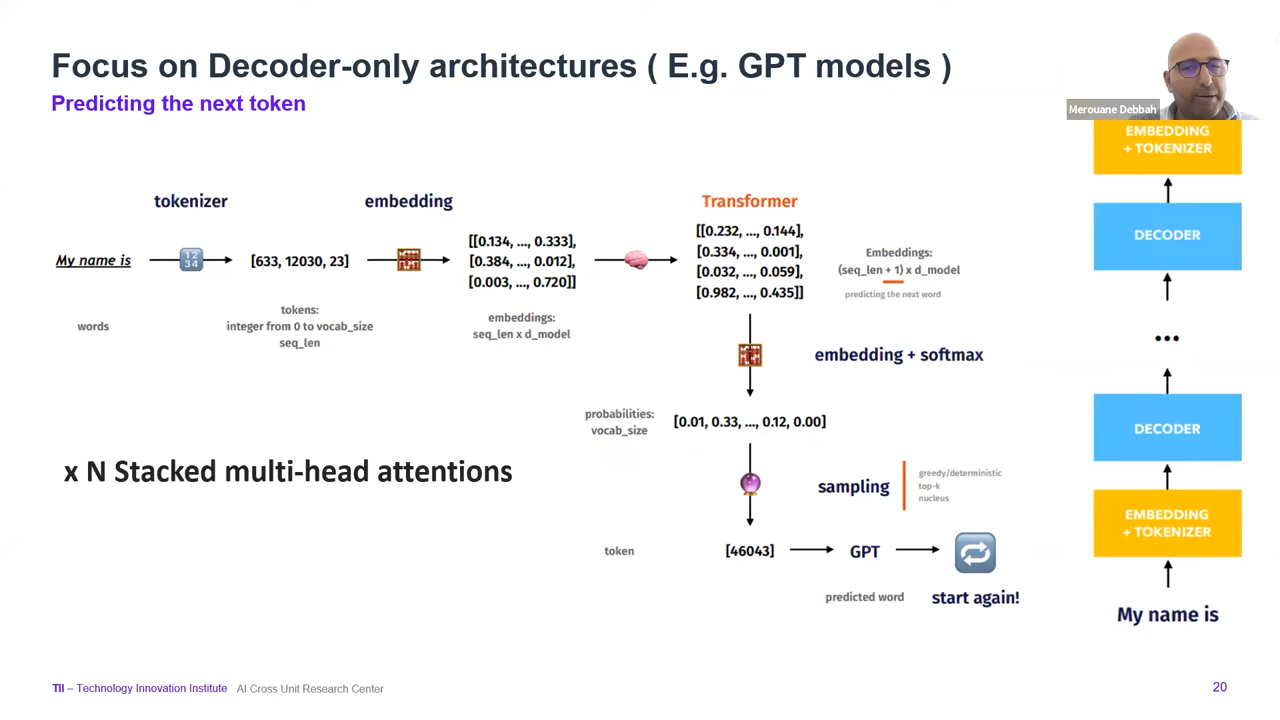 Focus on Decoder-only architectures ( E.g. GPT models )
Predicting the next token
Merouane Debbah
tokenizer
embedding
Transformer
My name is
1 2
3 4
[633, 12030, 23]
[[0.134, ..., 0.333],
[0.384, ..., 0.012],
[0.003, ..., 0.720]]
[[0.232, ..., 0.144],
[0.334, ..., 0.001],
[0.032, ..., 0.059],
[0.982, ..., 0.435]]
Embeddings:
(seq_len + 1) x d_model
predicting the next word
words
tokens:
integer from 0 to vocab_size
seq_len
embeddings:
seq_len x d_model
embedding + softmax
probabilities:
vocab_size
[0.01, 0.33, ..., 0.12, 0.00]
x N Stacked multi-head attentions
sampling
greedy/deterministic
top-k
nucleus
token
[46043]
GPT
predicted word
start again!
EMBEDDING
+ TOKENIZER
DECODER
...
DECODER
EMBEDDING
+ TOKENIZER
My name is
TII – Technology Innovation Institute AI Cross Unit Research Center
20